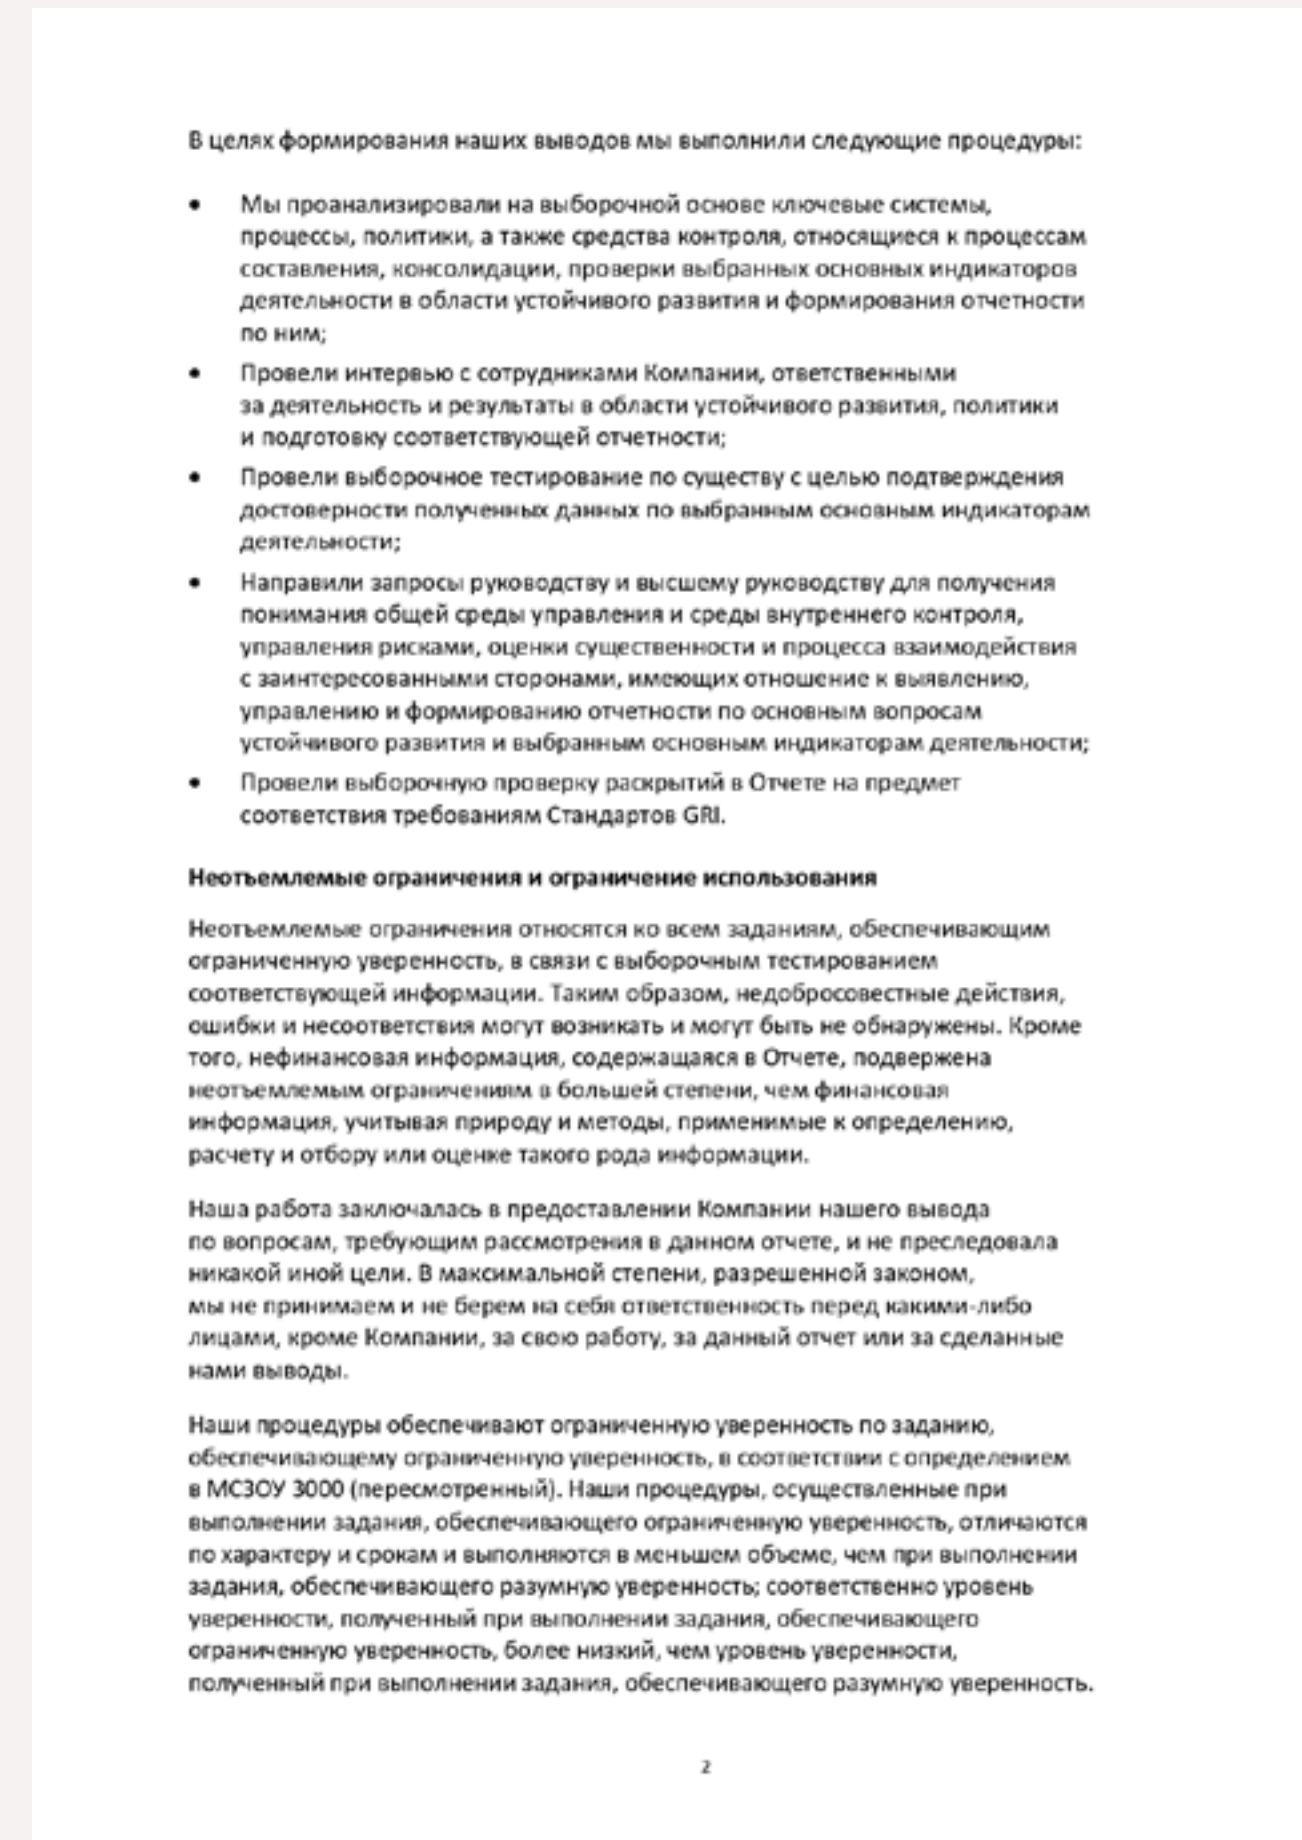 В целях формирования наших выводов мы выполнили следующие процедуры:
• Мы проанализировали на выборочной основе ключевые системы,
процессы, политики, а также средства контроля, относящиеся к процессам
составления, консолидации, проверки выбранных основных индикаторов
деятельности в области устойчивого развития и формирования отчетности
по ним;
• Провели интервью с сотрудниками Компании, ответственными
за деятельность и результаты в области устойчивого развития, политики
и подготовку соответствующей отчетности;
• Провели выборочное тестирование по существу с целью подтверждения
достоверности полученных данных по выбранным основным индикаторам
деятельности;
• Направили запросы руководству и высшему руководству для получения
понимания общей среды управления и среды внутреннего контроля,
управления рисками, оценки существенности и процесса взаимодействия
с заинтересованными сторонами, имеющих отношение к выявлению,
управлению и формированию отчетности по основным вопросам
устойчивого развития и выбранным основным индикаторам деятельности;
• Провели выборочную проверку раскрытий в Отчете на предмет
соответствия требованиям Стандартов GRI.
Неотъемлемые ограничения и ограничение использования
Неотъемлемые ограничения относятся ко всем заданиям, обеспечивающим
ограниченную уверенность, в связи с выборочным тестированием
соответствующей информации. Таким образом, недобросовестные действия,
ошибки и несоответствия могут возникать и могут быть не обнаружены. Кроме
того, нефинансовая информация, содержащаяся в Отчете, подвержена
неотъемлемым ограничениям в большей степени, чем финансовая
информация, учитывая природу и методы, применимые к определению,
расчету и отбору или оценке такого рода информации.
Наша работа заключалась в предоставлении Компании нашего вывода
по вопросам, требующим рассмотрения в данном отчете, и не преследовала
никакой иной цели. В максимальной степени, разрешенной законом,
мы не принимаем и не берем на себя ответственность перед какими-либо
лицами, кроме Компании, за свою работу, за данный отчет или за сделанные
нами выводы.
Наши процедуры обеспечивают ограниченную уверенность по заданию,
обеспечивающему ограниченную уверенность, в соответствии с определением
в МСЗОУ 3000 (пересмотренный). Наши процедуры, осуществленные при
выполнении задания, обеспечивающего ограниченную уверенность, отличаются
по характеру и срокам и выполняются в меньшем объеме, чем при выполнении
задания, обеспечивающего разумную уверенность; соответственно уровень
уверенности, полученный при выполнении задания, обеспечивающего
ограниченную уверенность, более низкий, чем уровень уверенности,
полученный при выполнении задания, обеспечивающего разумную уверенность.
2